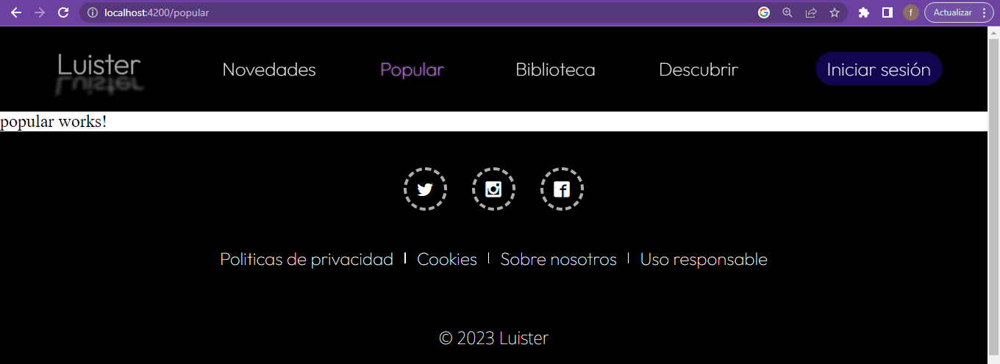 localhost:4200/popular
f
Actualizar
Luister
Novedades
Popular
Biblioteca
Descubrir
Iniciar sesión
popular works!
Politicas de privacidad
Cookies
Sobre nosotros
Uso responsable
© 2023 Luister